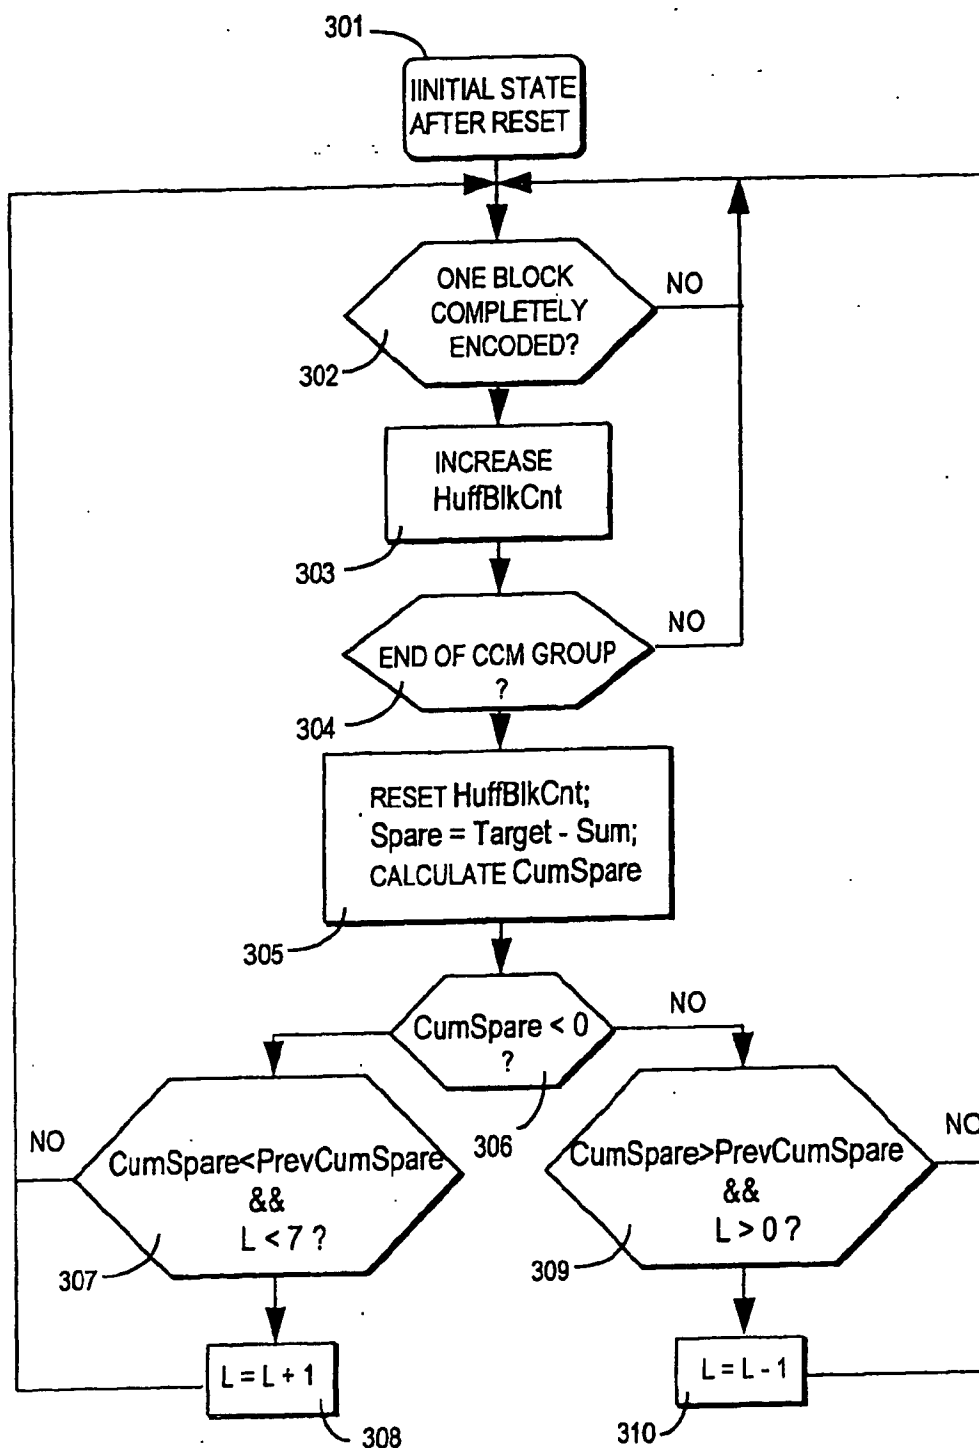 301
IINITIAL STATE
AFTER RESET
ONE BLOCK
COMPLETELY
ENCODED?
NO
302
INCREASE
HuffBlkCnt
303
END OF CCM GROUP
?
NO
304
RESET HuffBlkCnt;
Spare = Target - Sum;
CALCULATE CumSpare
305
CumSpare < 0
?
NO
306
NO
CumSpare<PrevCumSpare
&&
L < 7 ?
307
CumSpare>PrevCumSpare
&&
L > 0 ?
NO
309
L = L + 1
308
L = L - 1
310